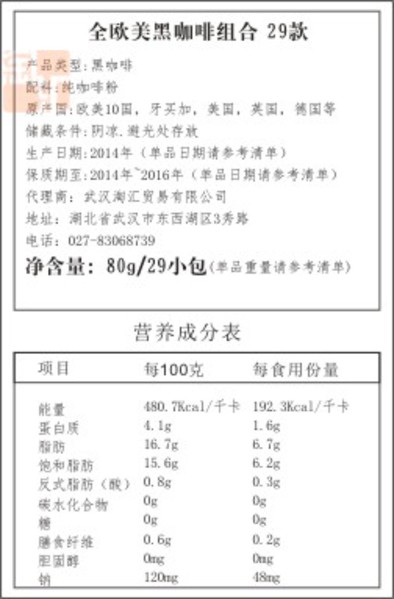 全欧美黑咖啡组合 29款
产品类型:黑咖啡
配料:纯咖啡粉
原产国:欧美10国，牙买加，美国，英国，德国等
储藏条件:阴凉.避光处存放
生产日期:2014年（单品日期请参考清单）
保质期至:2014年~2016年（单品日期请参考清单）
代理商：武汉淘汇贸易有限公司
地址：湖北省武汉市东西湖区3秀路
电话：027-83068739
净含量：80g/29小包(单品重量请参考清单)
营养成分表
项目 每100克 每食用份量
能量 480.7Kcal/千卡 192.3Kcal/千卡
蛋白质 4.1g 1.6g
脂肪 16.7g 6.7g
饱和脂肪 15.6g 6.2g
反式脂肪（酸） 0.8g 0.3g
碳水化合物 0g 0g
糖 0g 0g
膳食纤维 0.6g 0.2g
胆固醇 0mg 0mg
钠 120mg 48mg